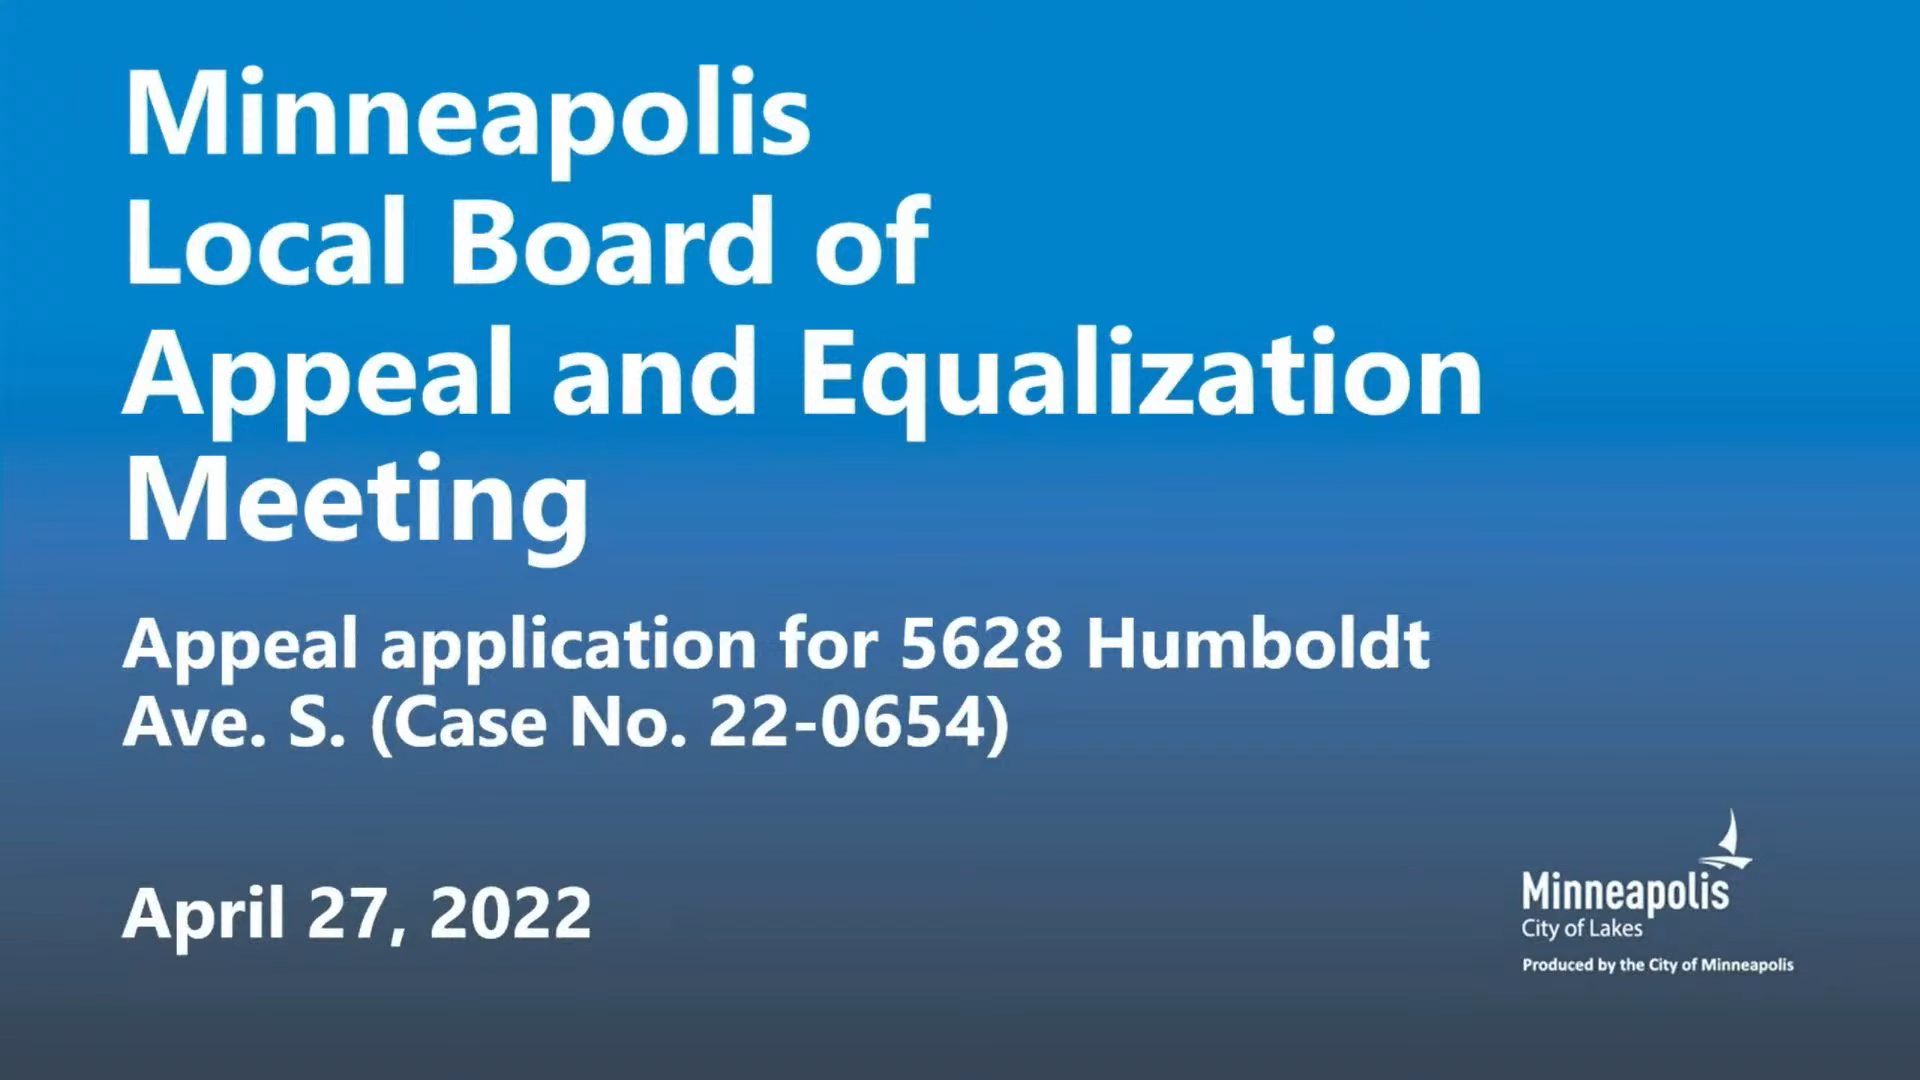 Minneapolis
Local Board of
Appeal and Equalization
Meeting
Appeal application for 5628 Humboldt
Ave. S. (Case No. 22-0654)
April 27, 2022
Minneapolis
City of Lakes
Produced by the City of Minneapolis